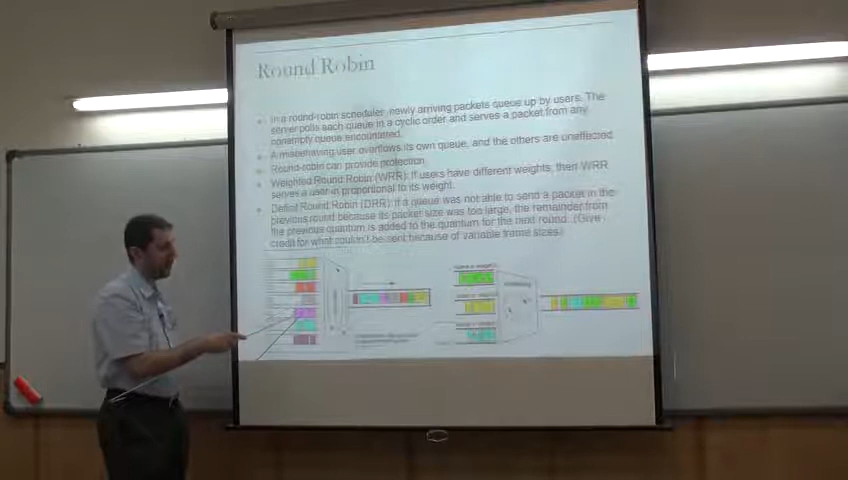 Round Robin
In a round-robin scheduler, newly arriving packets queue up by users. The
server polls each queue in a cyclic order and serves a packet from any
nonempty queue encountered.
A misbehaving user overflows its own queue, and the others are uneffected.
Round-robin can provide protection.
Weighted Round Robin (WRR): If users have different weights, then WRR
serves a user in proportional to its weight.
Deficit Round Robin (DRR): If a queue was not able to send a packet in the
previous round because its packet size was too large, the remainder from
the previous quantum is added to the quantum for the next round. (Give
credit for what couldn't be sent because of variable frame sizes)